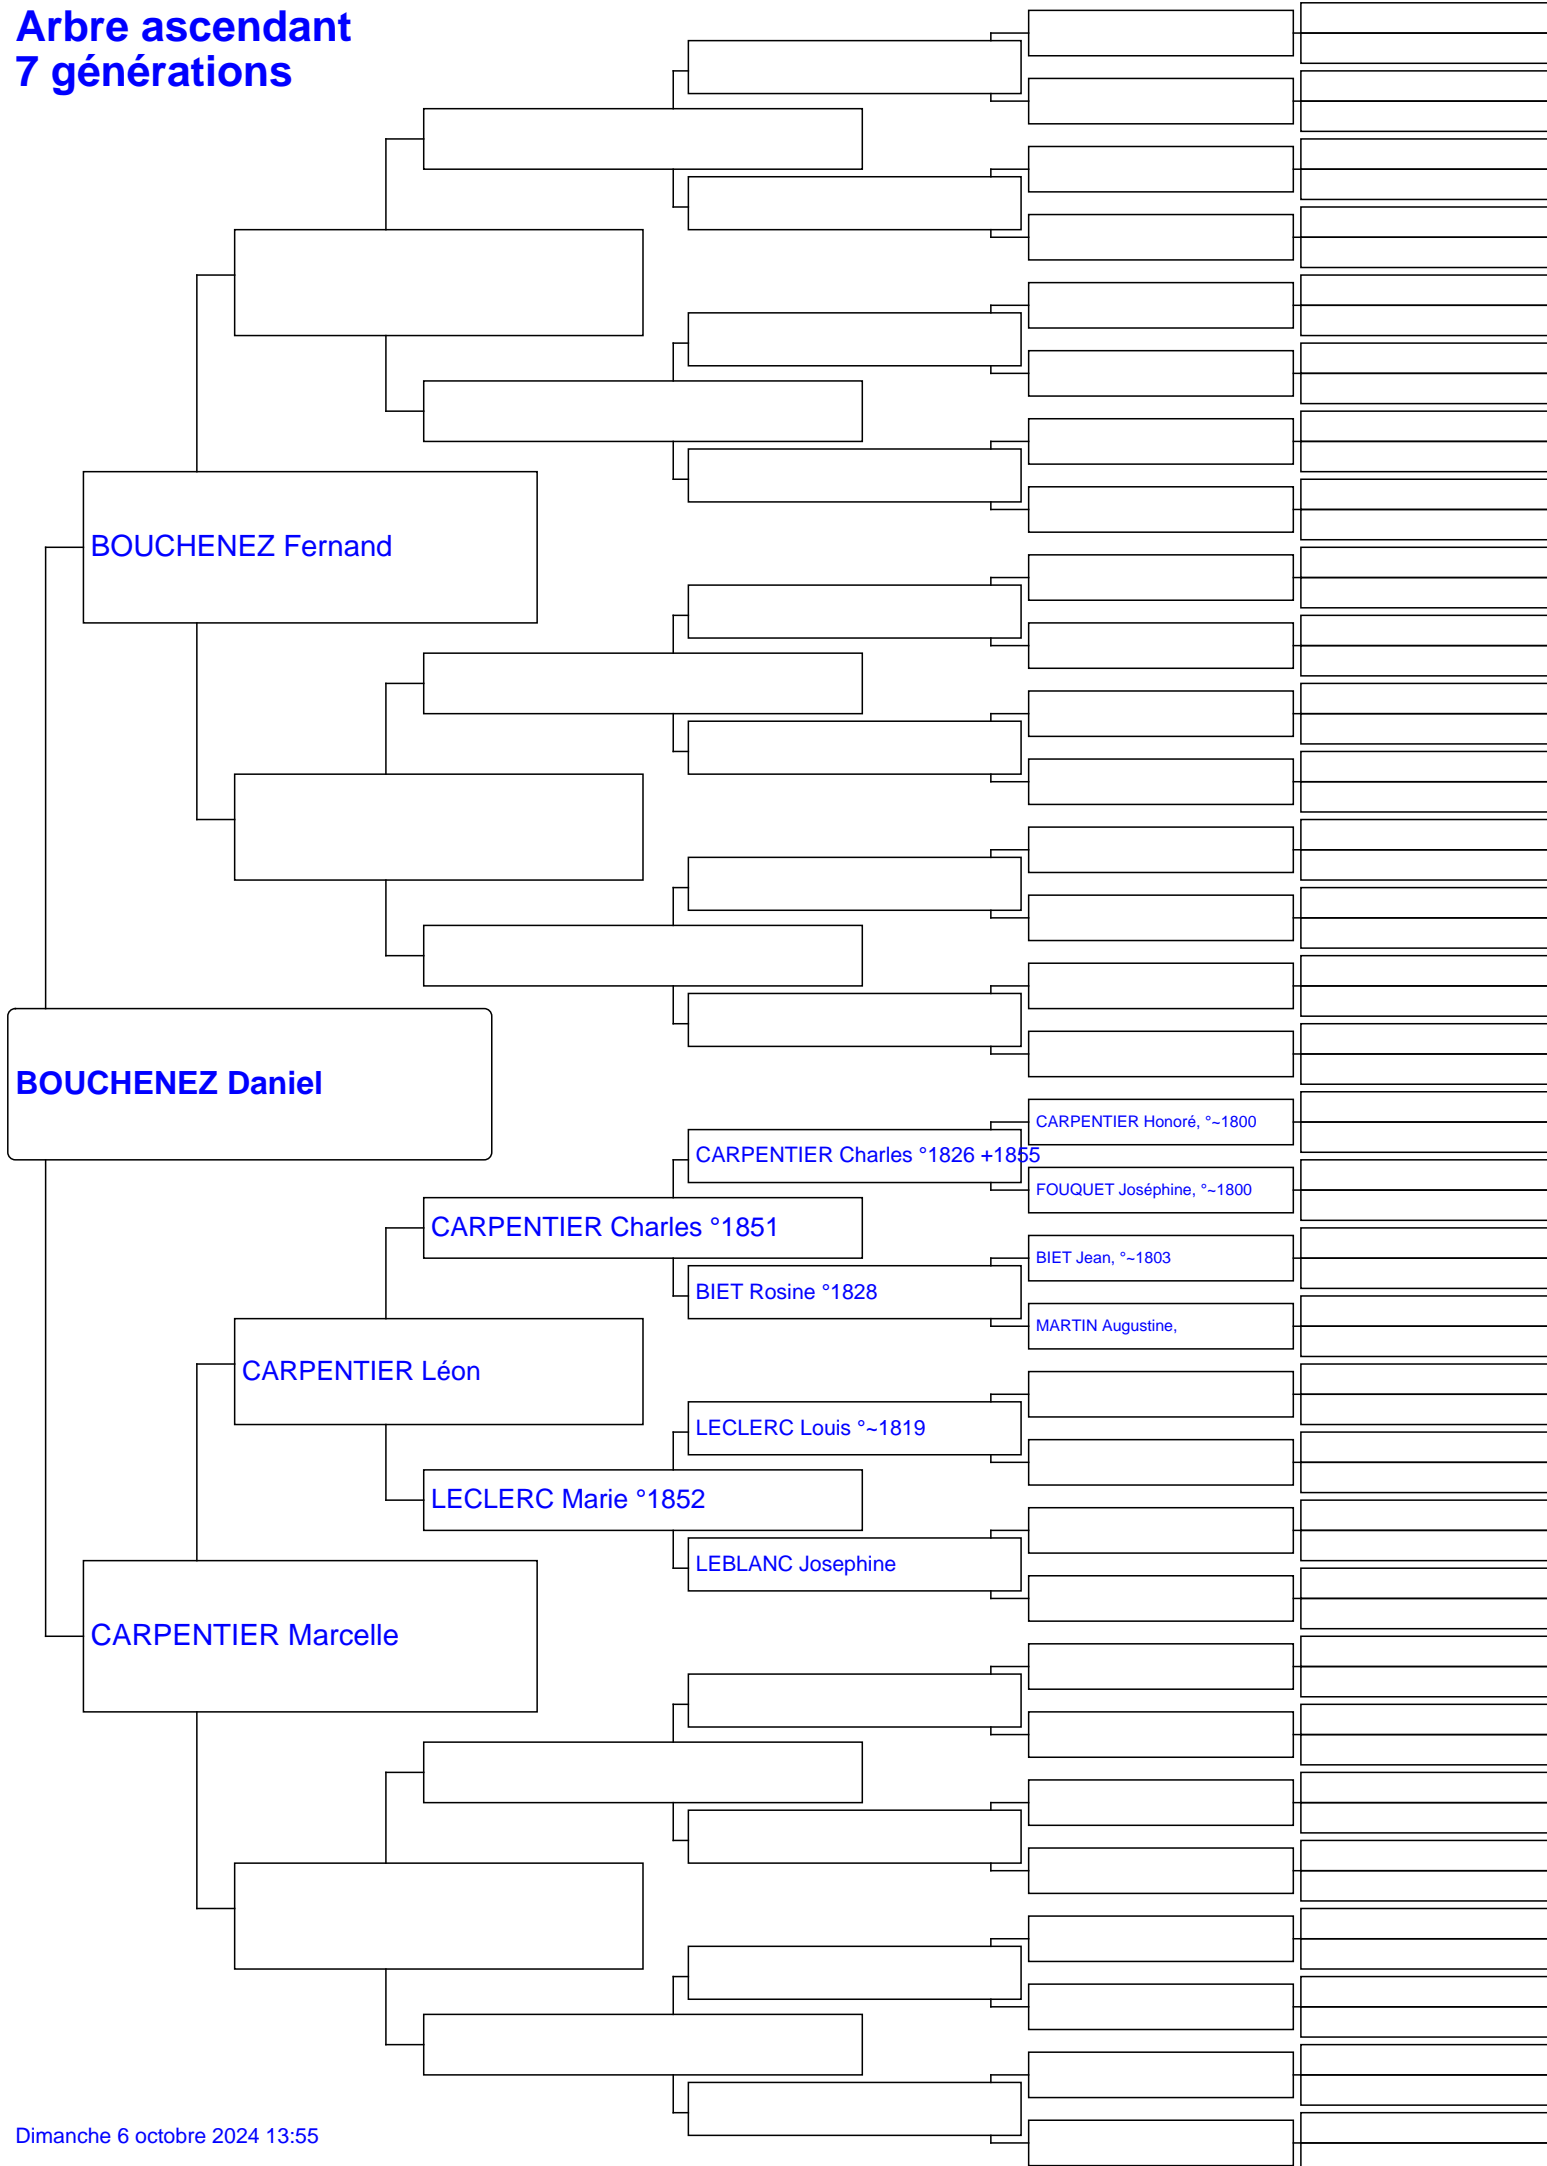 Arbre ascendant
7 générations
BOUCHENEZ Fernand
BOUCHENEZ Daniel
CARPENTIER Honoré, °~1800
CARPENTIER Charles °1826 +1855
FOUQUET Joséphine, °~1800
CARPENTIER Charles °1851
BIET Jean, °~1803
BIET Rosine °1828
MARTIN Augustine,
CARPENTIER Léon
LECLERC Louis °~1819
LECLERC Marie °1852
LEBLANC Josephine
CARPENTIER Marcelle
Dimanche 6 octobre 2024 13:55